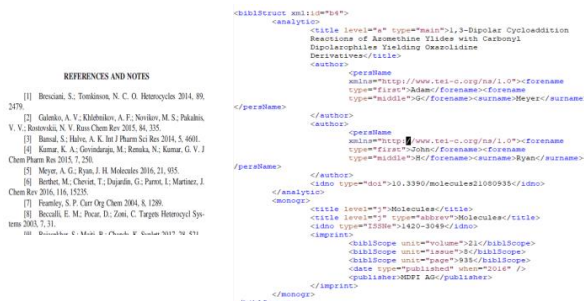 REFERENCES AND NOTES
[1] Bresciani, S.; Tomkinson, N. C. O. Heterocycles 2014, 89,
2479.
[2] Galenko, A. V.; Khlebnikov, A. F.; Novikov, M. S.; Pakalnis,
V. V.; Rostovskii, N. V. Russ Chem Rev 2015, 84, 335.
[3] Bansal, S.; Halve, A. K. Int J Pharm Sci Res 2014, 5, 4601.
[4] Kumar, K. A.; Govindaraju, M.; Renuka, N.; Kumar, G. V. J
Chem Pharm Res 2015, 7, 250.
[5] Meyer, A. G.; Ryan, J. H. Molecules 2016, 21, 935.
[6] Berthet, M.; Cheviet, T.; Dujardin, G.; Parrot, I.; Martinez, J.
Chem Rev 2016, 116, 15235.
[7] Fearnley, S. P. Curr Org Chem 2004, 8, 1289.
[8] Beccalli, E. M.; Pocar, D.; Zoni, C. Targets Heterocycl Sys-
tems 2003, 7, 31.
<biblStruct xml:id="b4">
<analytic>
<title level="a" type="main">1,3-Dipolar Cycloaddition
Reactions of Azomethine Ylides with Carbonyl
Dipolarophiles Yielding Oxazolidine
Derivatives</title>
<author>
<persName
xmlns="http://www.tei-c.org/ns/1.0"><forename
type="first">Adam</forename><forename
type="middle">G</forename><surname>Meyer</surname>
</persName>
</author>
<author>
<persName
xmlns="http://www.tei-c.org/ns/1.0"><forename
type="first">John</forename><forename
type="middle">H</forename><surname>Ryan</surname>
</persName>
</author>
<idno type="doi">10.3390/molecules21080935</idno>
</analytic>
<monogr>
<title level="j">Molecules</title>
<title level="j" type="abbrev">Molecules</title>
<idno type="ISSNe">1420-3049</idno>
<imprint>
<biblScope unit="volume">21</biblScope>
<biblScope unit="issue">8</biblScope>
<biblScope unit="page">935</biblScope>
<date type="published" when="2016" />
<publisher>MDPI AG</publisher>
</imprint>
</monogr>